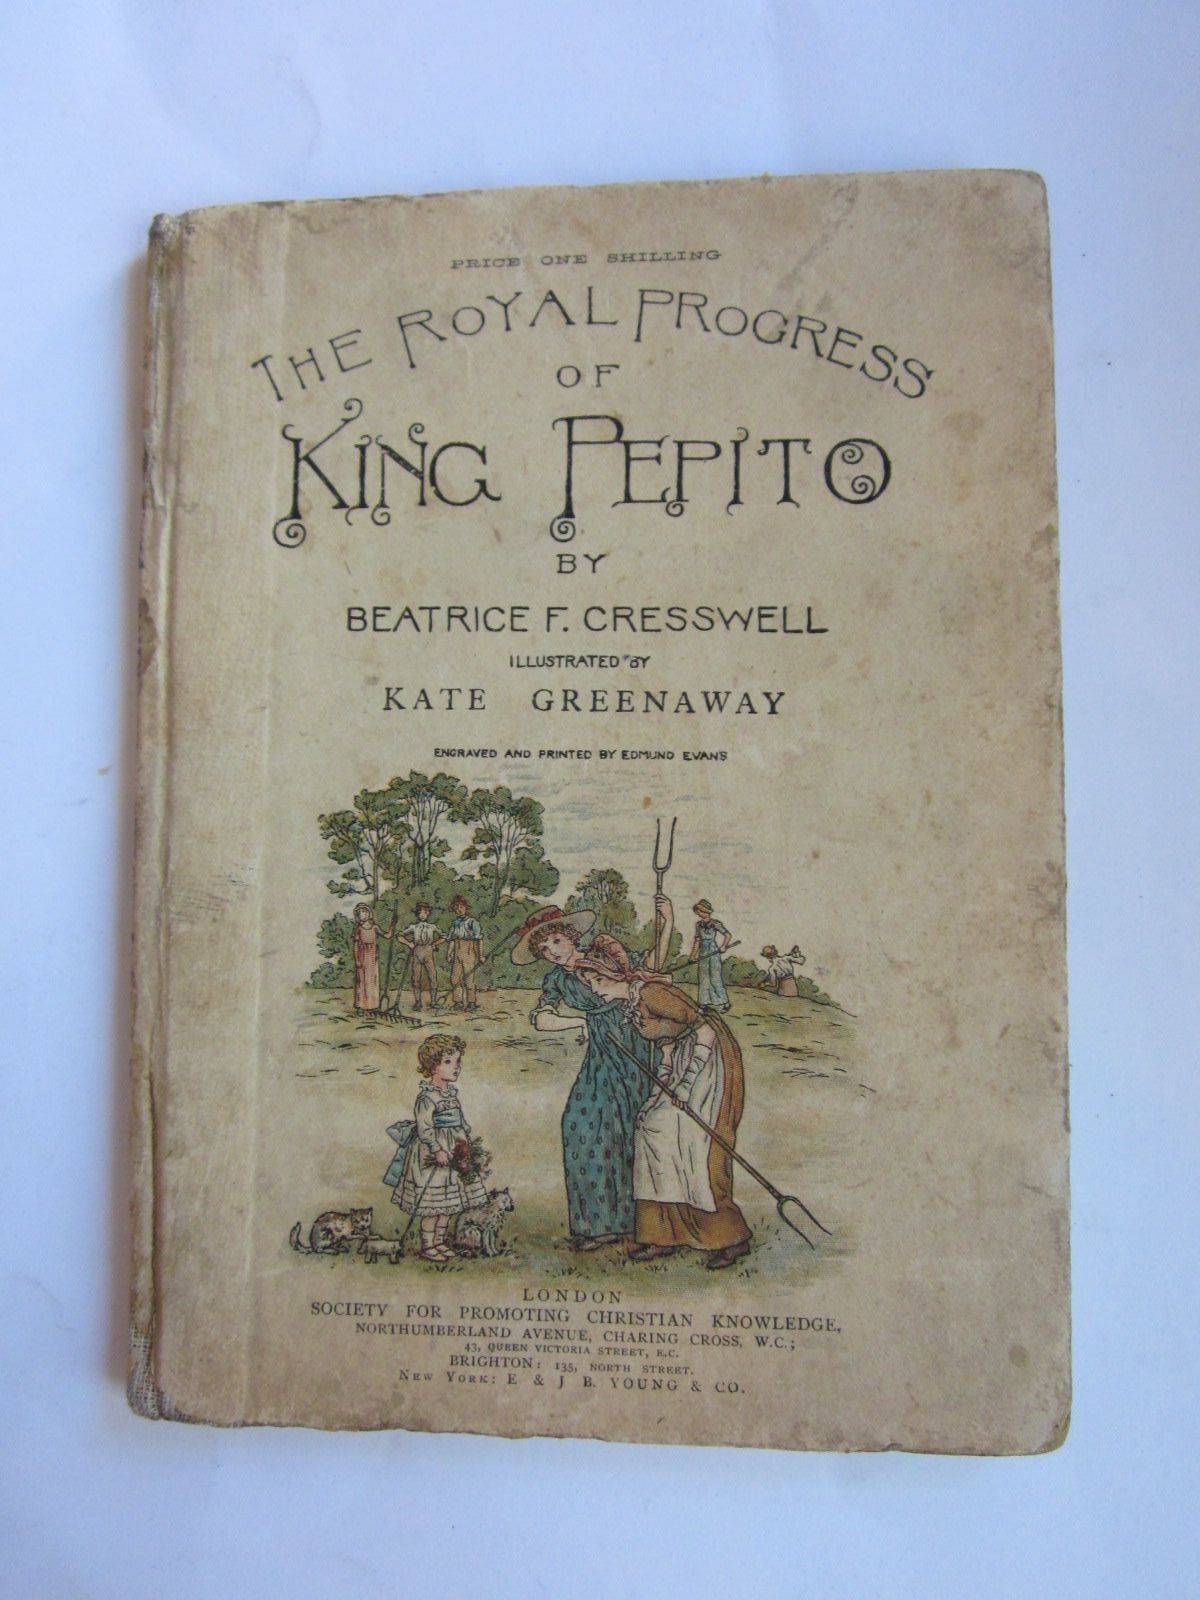 PRICE ONE SHILLING
THE ROYAL PROGRESS
OF
KING PEPITO
BY
BEATRICE F. CRESSWELL
ILLUSTRATED BY
KATE GREENAWAY
ENGRAVED AND PRINTED BY EDMUND EVANS
LONDON
SOCIETY FOR PROMOTING CHRISTIAN KNOWLEDGE,
NORTHUMBERLAND AVENUE, CHARING CROSS, W.C.;
43, QUEEN VICTORIA STREET, E.C.
BRIGHTON: 135, NORTH STREET.
NEW YORK: E & J B. YOUNG & CO.